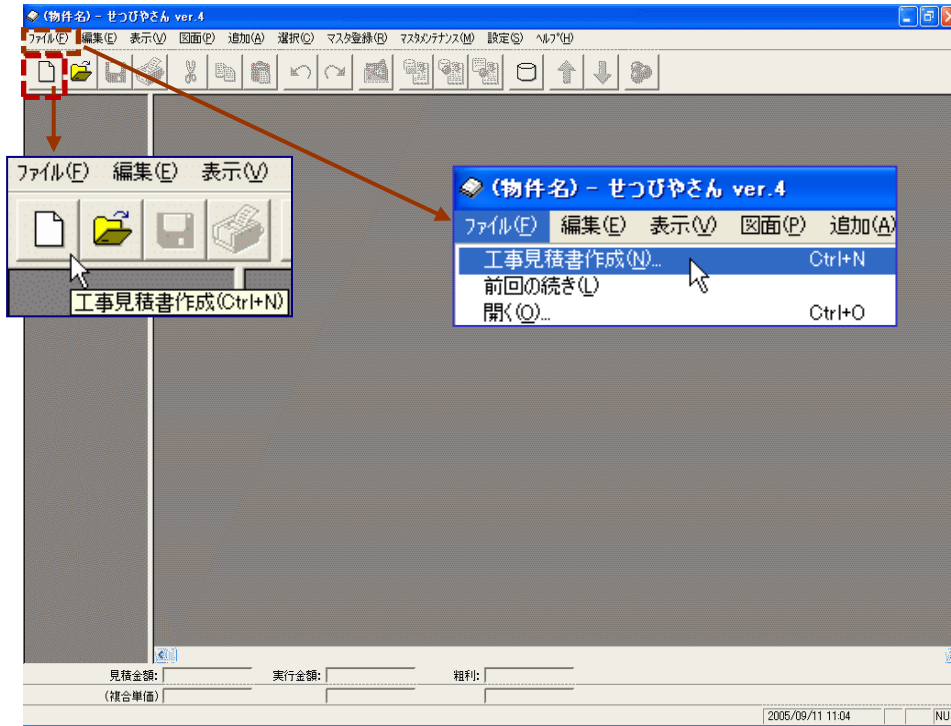 (物件名) - せつびやさん ver.4
ファイル(F) 編集(E) 表示(V) 図面(P) 追加(A) 選択(C) マスタ登録(R) マスタメンテナンス(M) 設定(S) ヘルプ(H)
ファイル(F) 編集(E) 表示(V)
工事見積書作成(Ctrl+N)
(物件名) - せつびやさん ver.4
ファイル(F) 編集(E) 表示(V) 図面(P) 追加(A)
工事見積書作成(N)... Ctrl+N
前回の続き(L)
開く(O)... Ctrl+O
見積金額: 実行金額: 粗利:
(複合単価)
2005/09/11 11:04 NU